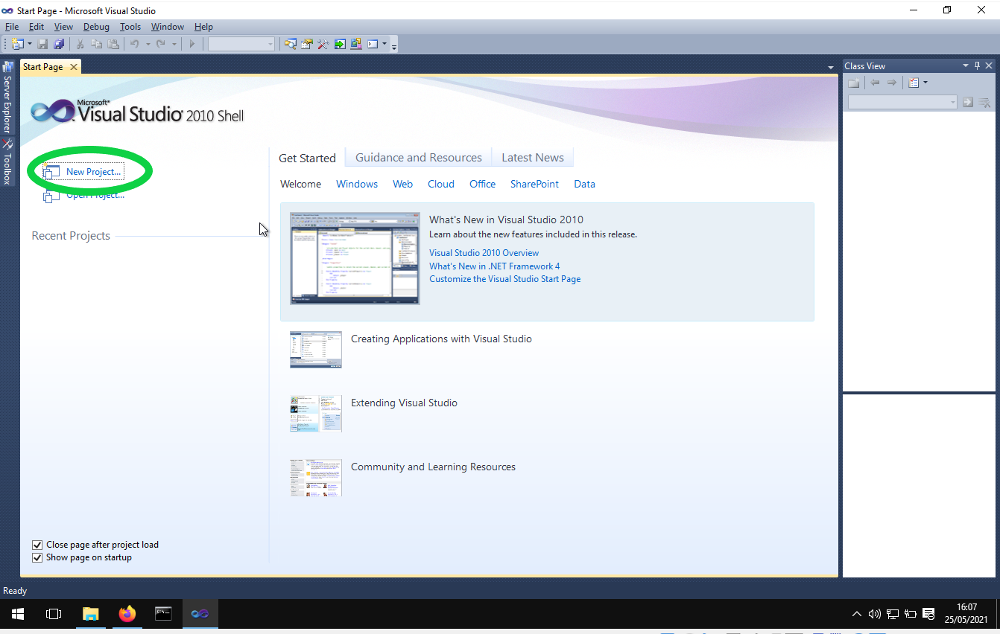 Start Page - Microsoft Visual Studio
File Edit View Debug Tools Window Help
Server Explorer
Toolbox
Start Page
Class View
Microsoft®
Visual Studio® 2010 Shell
New Project...
Open Project...
Recent Projects
Get Started Guidance and Resources Latest News
Welcome Windows Web Cloud Office SharePoint Data
What's New in Visual Studio 2010
Learn about the new features included in this release.
Visual Studio 2010 Overview
What's New in .NET Framework 4
Customize the Visual Studio Start Page
Creating Applications with Visual Studio
Extending Visual Studio
Community and Learning Resources
Close page after project load
Show page on startup
Ready
16:07
25/05/2021